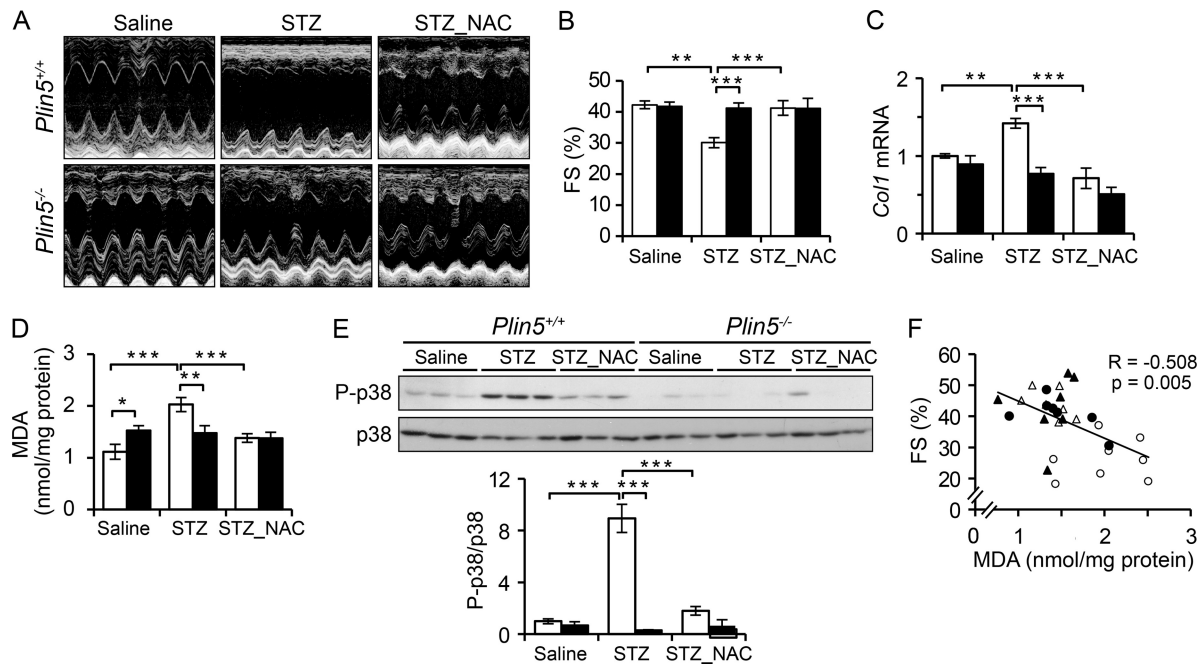 A
Saline STZ STZ_NAC
Plin5+/+
Plin5-/-
B
** ***
***
50
40
30
20
10
0
FS (%)
Saline STZ STZ_NAC
C
** ***
***
2
1
0
Col1 mRNA
Saline STZ STZ_NAC
D
*** ***
**
*
3
2
1
0
MDA
(nmol/mg protein)
Saline STZ STZ_NAC
E
Plin5+/+ Plin5-/-
Saline STZ STZ_NAC Saline STZ STZ_NAC
P-p38
p38
***
*** ***
12
8
4
0
P-p38/p38
Saline STZ STZ_NAC
F
R = -0.508
p = 0.005
60
50
40
30
20
0
FS (%)
0 1 2 3
MDA (nmol/mg protein)